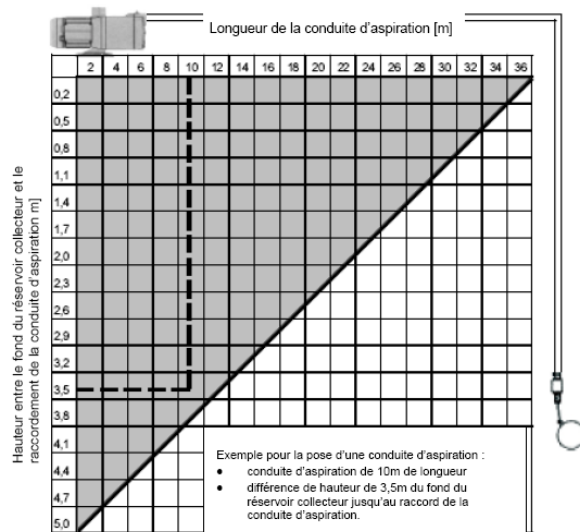 Longueur de la conduite d'aspiration [m]
2 4 6 8 10 12 14 16 18 20 22 24 26 28 30 32 34 36
Hauteur entre le fond du réservoir collecteur et le
raccordement de la conduite d'aspiration m]
0,2
0,5
0,8
1,1
1,4
1,7
2,0
2,3
2,6
2,9
3,2
3,5
3,8
4,1
4,4
4,7
5,0
Exemple pour la pose d'une conduite d'aspiration :
• conduite d'aspiration de 10m de longueur
• différence de hauteur de 3,5m du fond du
réservoir collecteur jusqu'au raccord de la
conduite d'aspiration.